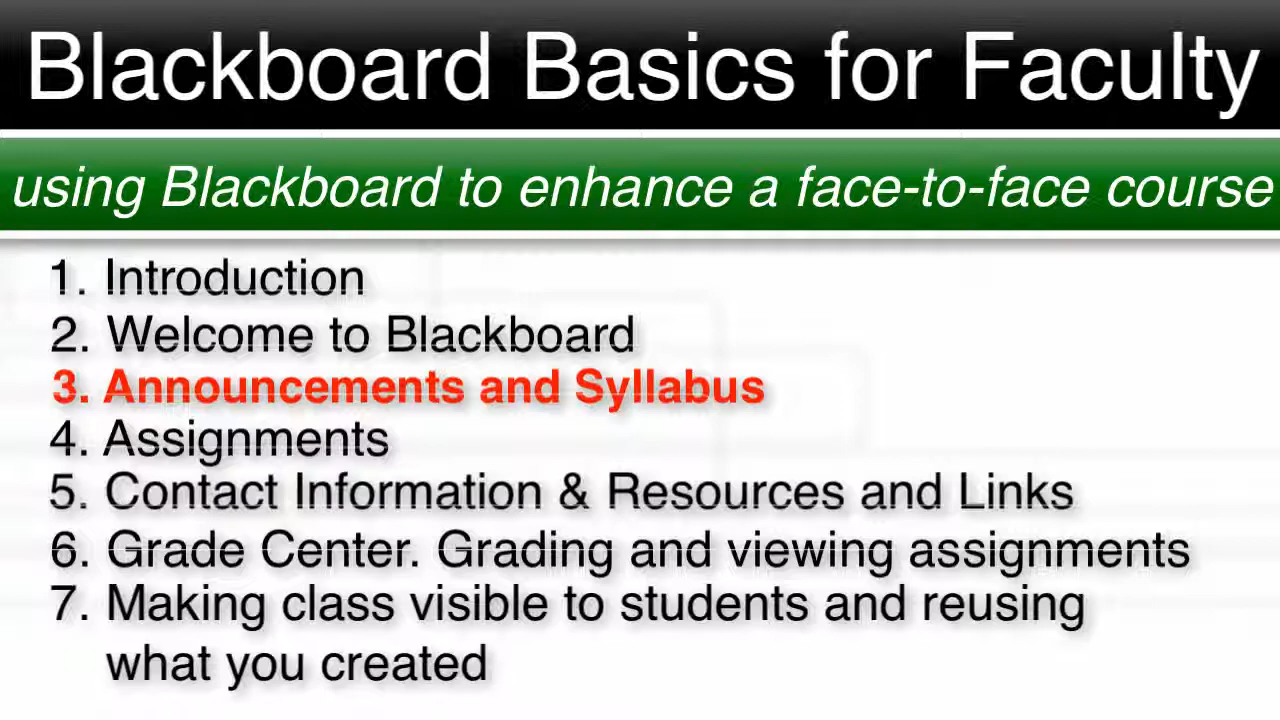 Blackboard Basics for Faculty
using Blackboard to enhance a face-to-face course
1. Introduction
2. Welcome to Blackboard
3. Announcements and Syllabus
4. Assignments
5. Contact Information & Resources and Links
6. Grade Center. Grading and viewing assignments
7. Making class visible to students and reusing
what you created